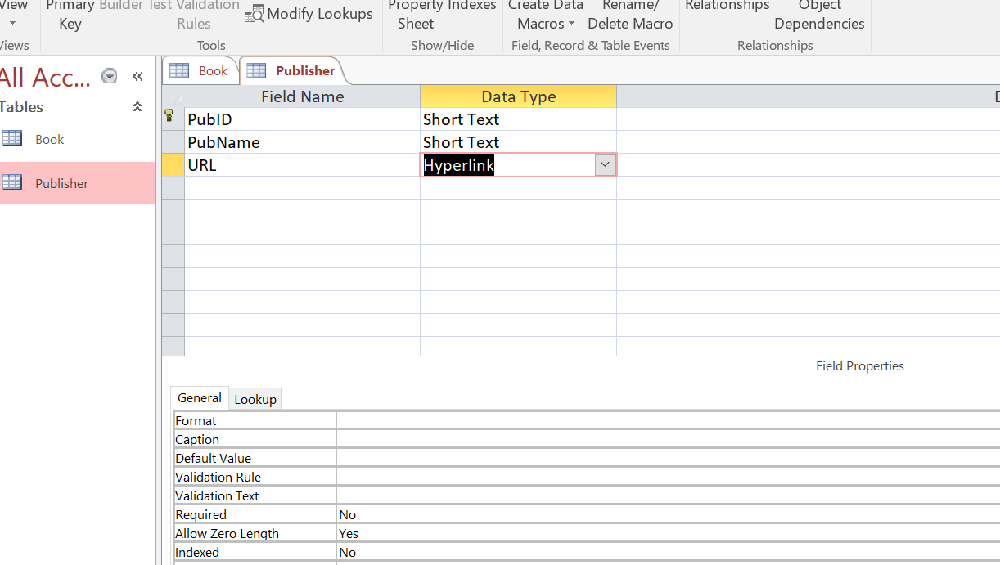 View
Primary Builder Test Validation
Key
Rules
Modify Lookups
Property Indexes
Sheet
Create Data
Macros
Rename/
Delete Macro
Relationships
Object
Dependencies
Views
Tools
Show/Hide
Field, Record & Table Events
Relationships
All Acc...
Tables
Book
Publisher
Book
Publisher
Field Name
Data Type
PubID
Short Text
PubName
Short Text
URL
Hyperlink
Field Properties
General
Lookup
Format
Caption
Default Value
Validation Rule
Validation Text
Required
No
Allow Zero Length
Yes
Indexed
No